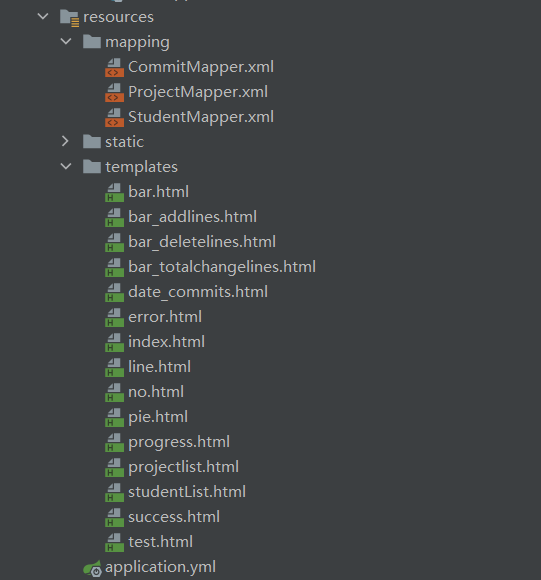 resources
mapping
CommitMapper.xml
ProjectMapper.xml
StudentMapper.xml
static
templates
bar.html
bar_addlines.html
bar_deletelines.html
bar_totalchangelines.html
date_commits.html
error.html
index.html
line.html
no.html
pie.html
progress.html
projectlist.html
studentList.html
success.html
test.html
application.yml